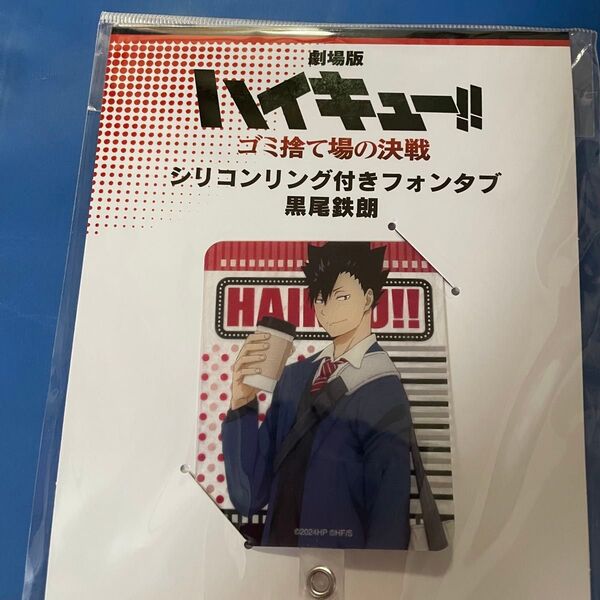 劇場版
ハイキュー!!
ゴミ捨て場の決戦
シリコンリング付きフォンタブ
黒尾鉄朗
©2024HP ©HF/S